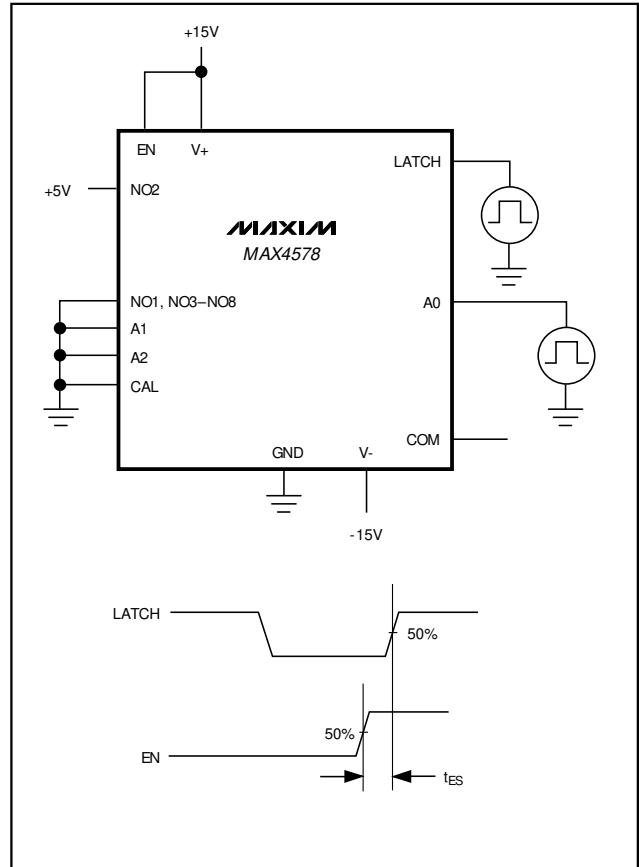 +15V
EN V+
LATCH
+5V NO2
MAXIM
MAX4578
NO1, NO3–NO8
A0
A1
A2
CAL
COM
GND V-
-15V
LATCH
50%
50%
EN
tES